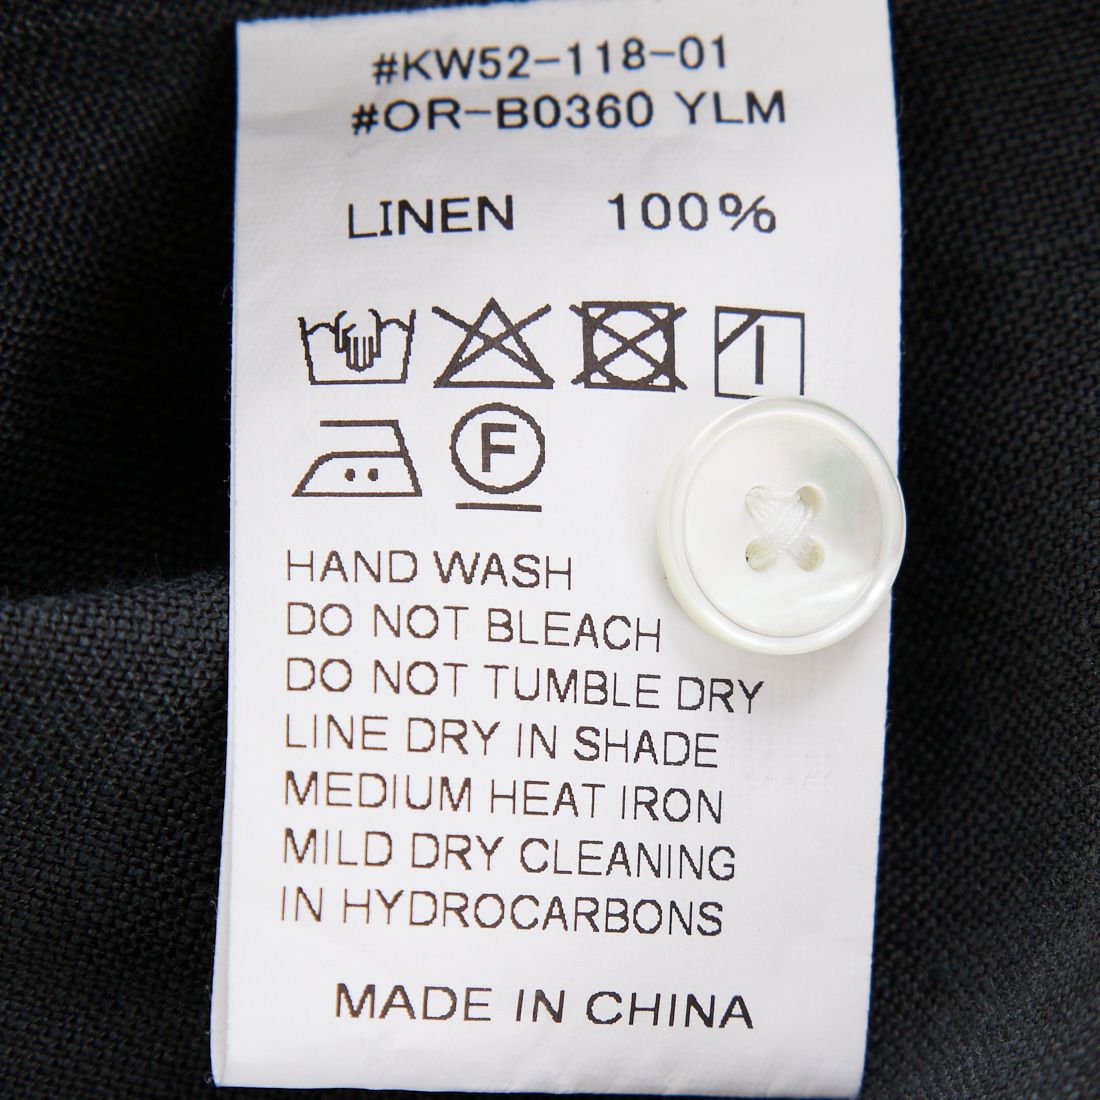 #KW52-118-01
#OR-B0360 YLM
LINEN 100%
F
HAND WASH
DO NOT BLEACH
DO NOT TUMBLE DRY
LINE DRY IN SHADE
MEDIUM HEAT IRON
MILD DRY CLEANING
IN HYDROCARBONS
MADE IN CHINA